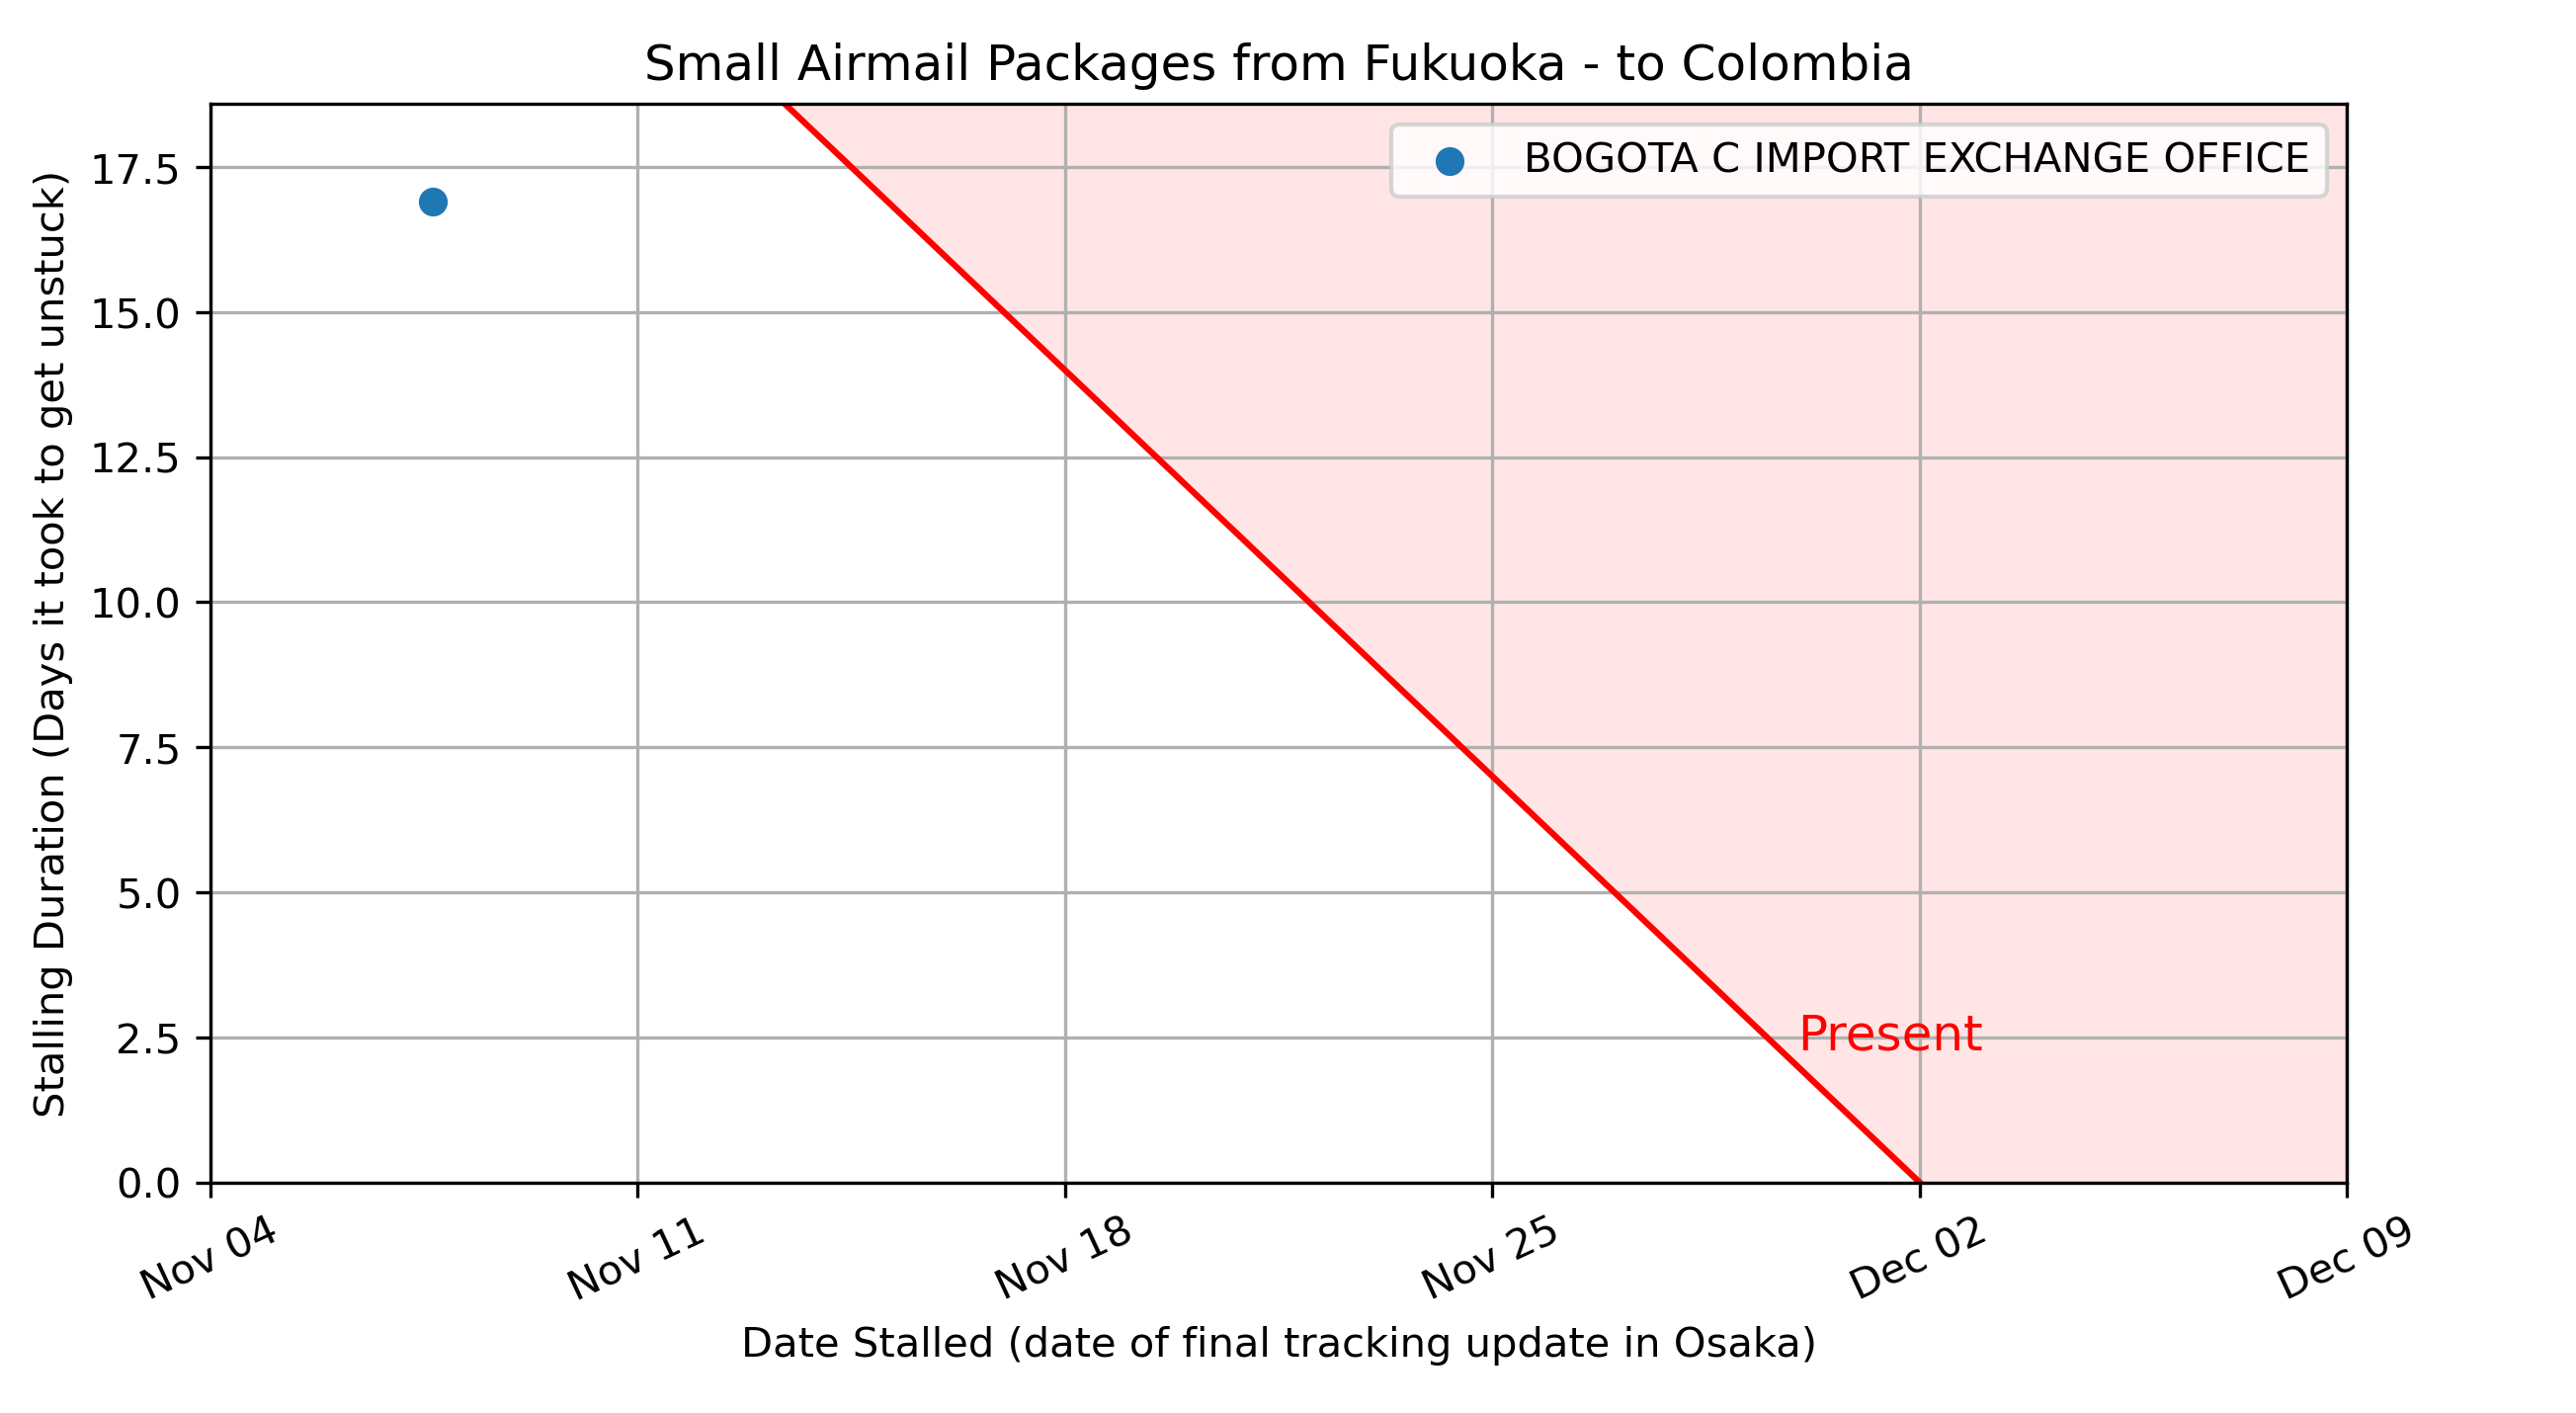 Small Airmail Packages from Fukuoka - to Colombia
BOGOTA C IMPORT EXCHANGE OFFICE
Stalling Duration (Days it took to get unstuck)
17.5
15.0
12.5
10.0
7.5
5.0
2.5
0.0
Present
Nov 04
Nov 11
Nov 18
Nov 25
Dec 02
Dec 09
Date Stalled (date of final tracking update in Osaka)